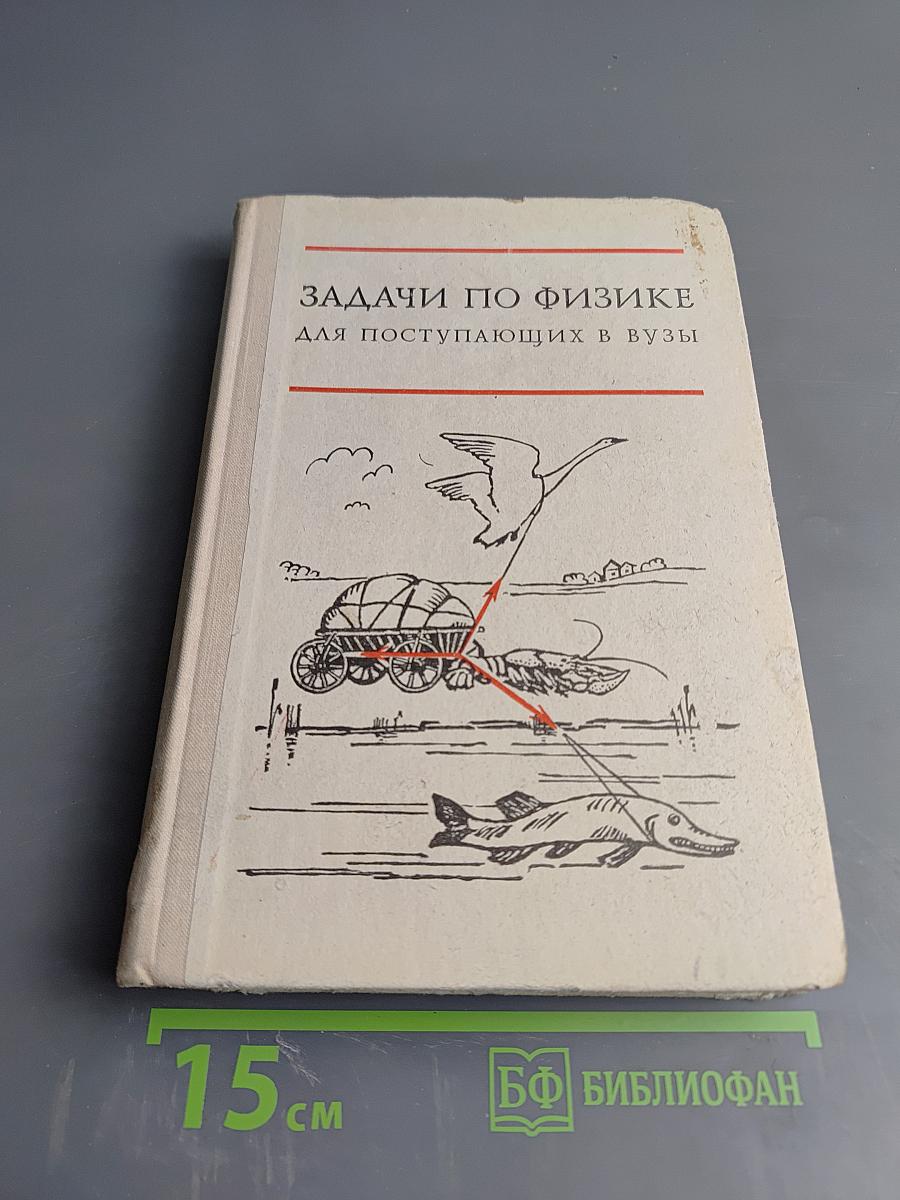 ЗАДАЧИ ПО ФИЗИКЕ
ДЛЯ ПОСТУПАЮЩИХ В ВУЗЫ
15 см
БФ БИБЛИОФАН